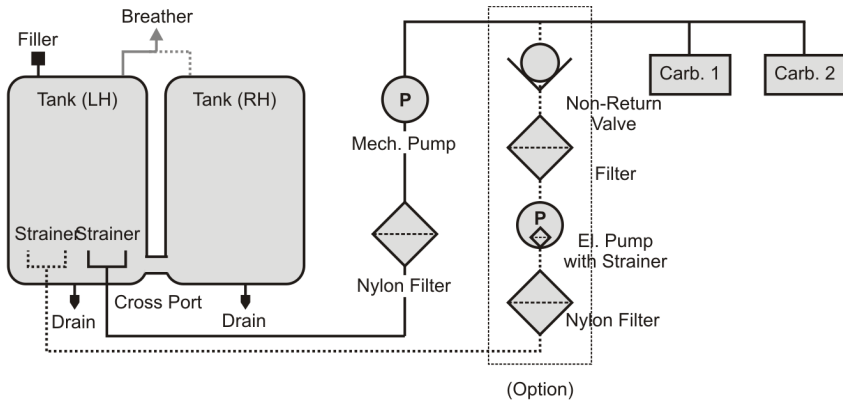 Breather
Filler
Tank (LH)
Tank (RH)
P
Mech. Pump
Carb. 1
Carb. 2
Non-Return
Valve
Filter
P
El. Pump
with Strainer
Strainer
Strainer
Nylon Filter
Cross Port
Drain
Drain
Nylon Filter
(Option)